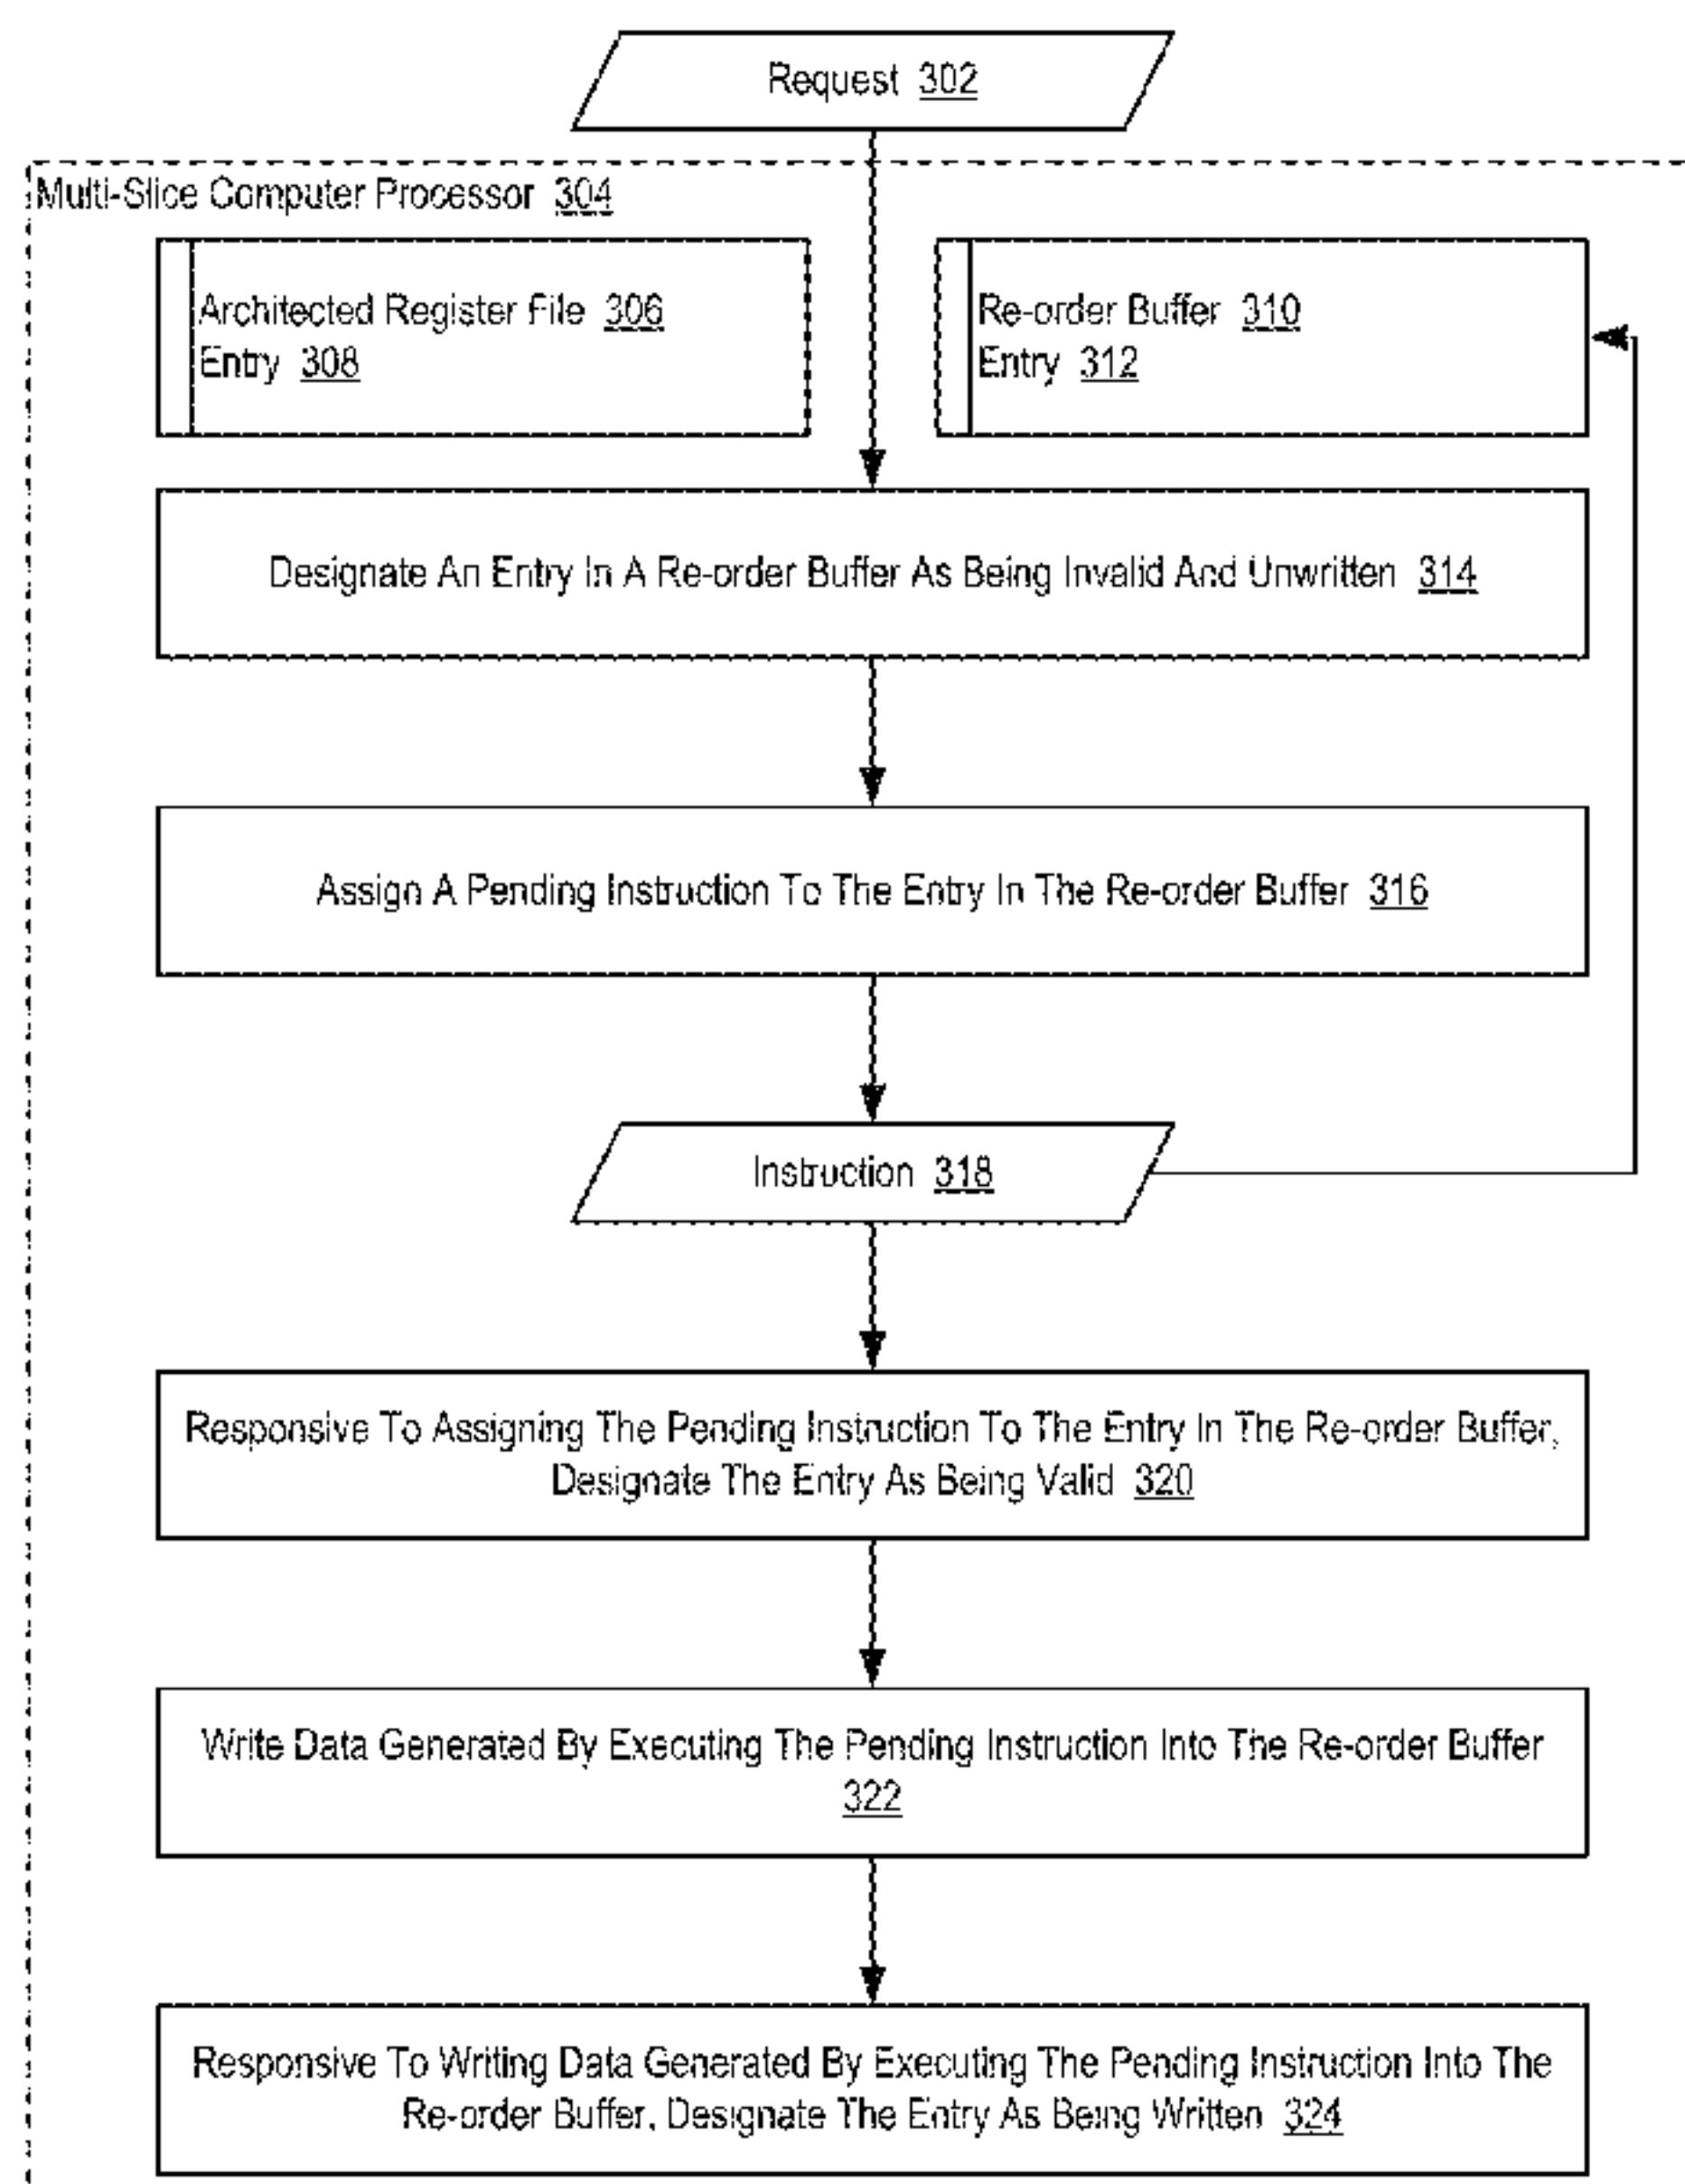 Request 302
Multi-Slice Computer Processor 304
Architected Register File 306
Entry 308
Re-order Buffer 310
Entry 312
Designate An Entry In A Re-order Buffer As Being Invalid And Unwritten 314
Assign A Pending Instruction To The Entry In The Re-order Buffer 316
Instruction 318
Responsive To Assigning The Pending Instruction To The Entry In The Re-order Buffer,
Designate The Entry As Being Valid 320
Write Data Generated By Executing The Pending Instruction Into The Re-order Buffer
322
Responsive To Writing Data Generated By Executing The Pending Instruction Into The
Re-order Buffer, Designate The Entry As Being Written 324